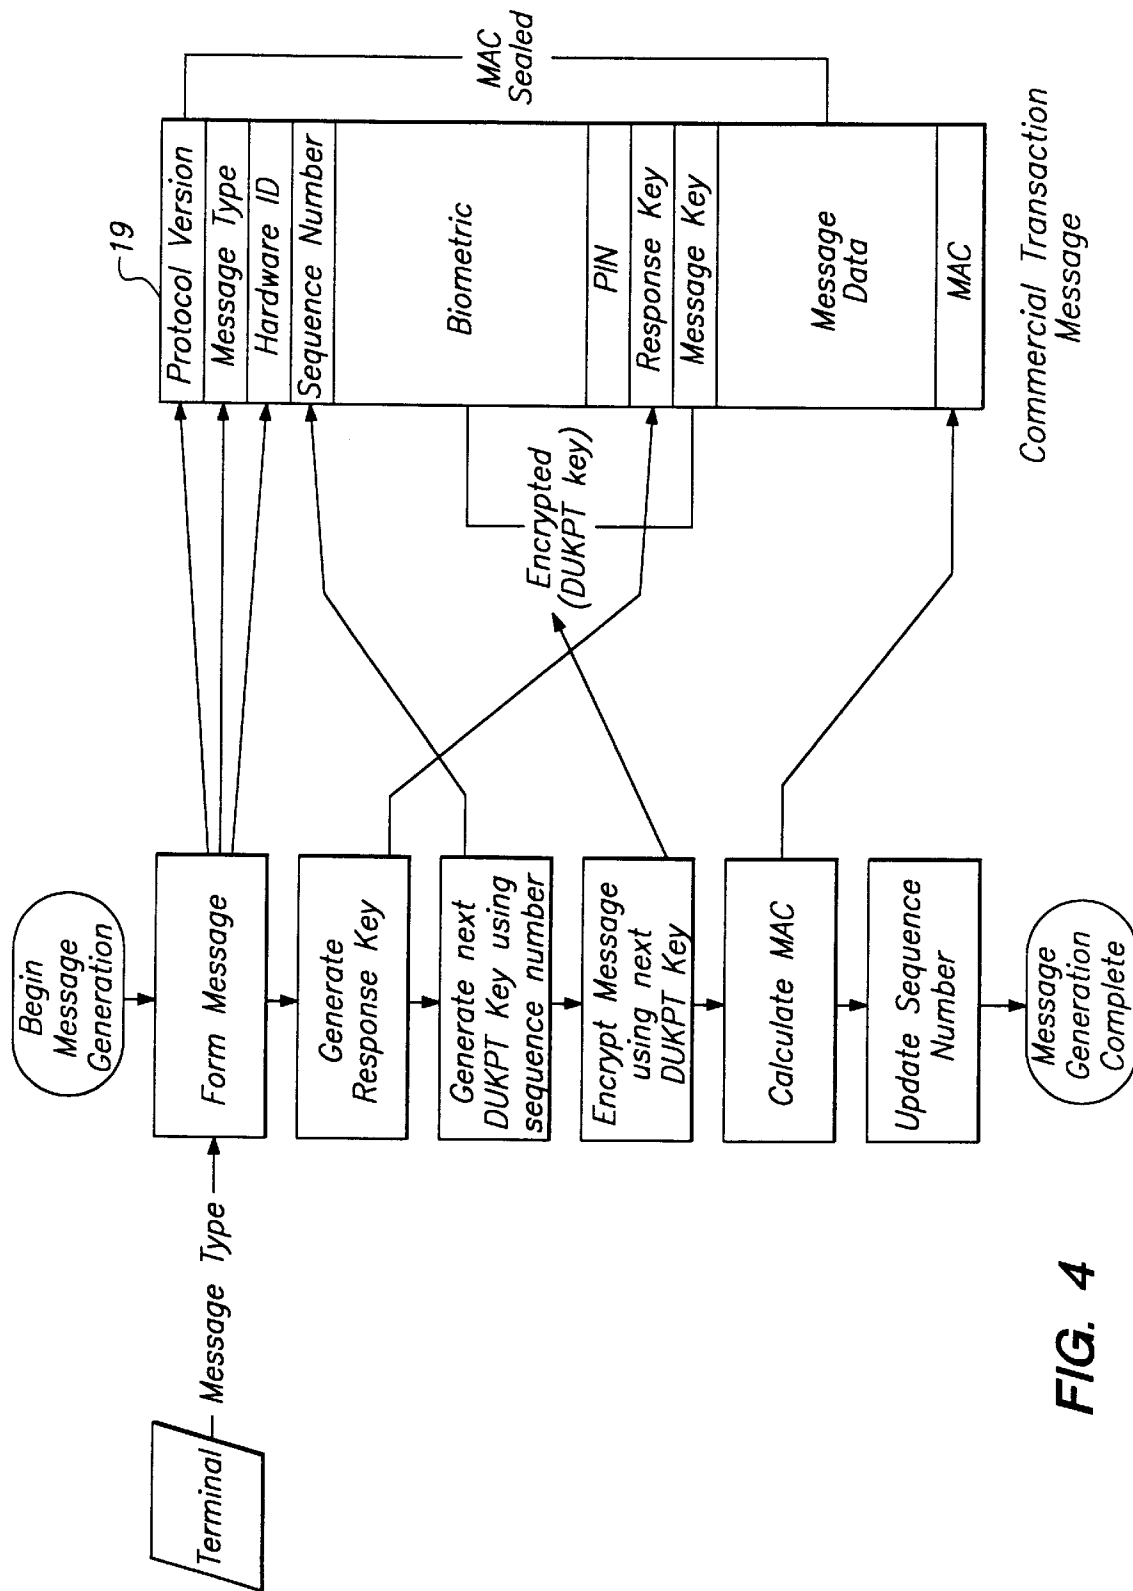 Begin
Message
Generation
Terminal
Message Type
Form Message
Generate
Response Key
Generate next
DUKPT Key using
sequence number
Encrypt Message
using next
DUKPT Key
Calculate MAC
Update Sequence
Number
Message
Generation
Complete
Encrypted
(DUKPT key)
19
Protocol Version
Message Type
Hardware ID
Sequence Number
Biometric
PIN
Response Key
Message Key
Message
Data
MAC
MAC
Sealed
Commercial Transaction
Message
FIG. 4